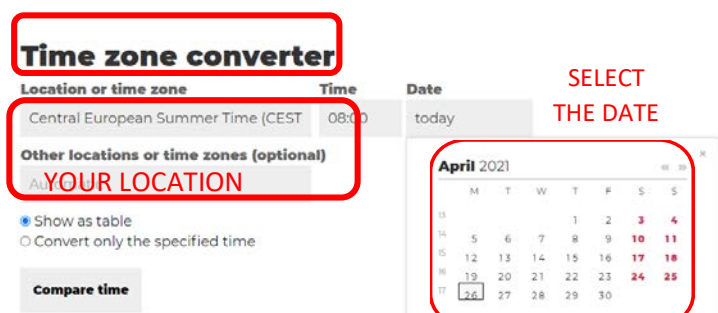 Time zone converter
Location or time zone Time Date
Central European Summer Time (CEST 08:00 today
SELECT
THE DATE
Other locations or time zones (optional)
YOUR LOCATION
Show as table
Convert only the specified time
Compare time
April 2021 « » ×
M T W T F S S
13 1 2 3 4
14 5 6 7 8 9 10 11
15 12 13 14 15 16 17 18
16 19 20 21 22 23 24 25
17 26 27 28 29 30